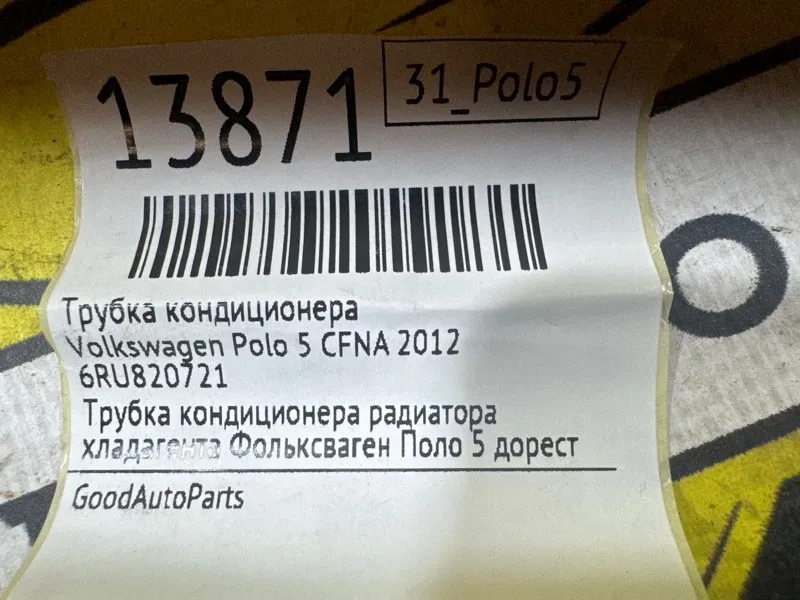 13871
31_Polo5
Трубка кондиционера
Volkswagen Polo 5 CFNA 2012
6RU820721
Трубка кондиционера радиатора
хладагента Фольксваген Поло 5 дорест
GoodAutoParts